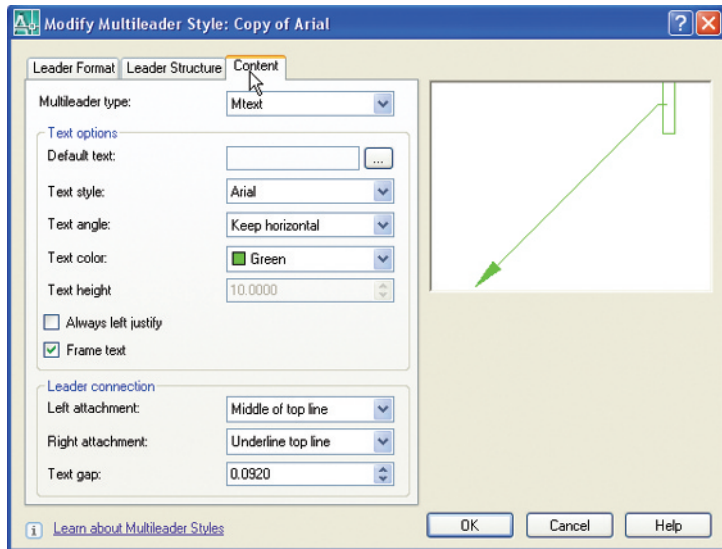 Modify Multileader Style: Copy of Arial
Leader Format Leader Structure Content
Multileader type: Mtext
Text options
Default text: ...
Text style: Arial
Text angle: Keep horizontal
Text color: Green
Text height 10.0000
Always left justify
Frame text
Leader connection
Left attachment: Middle of top line
Right attachment: Underline top line
Text gap: 0.0920
Learn about Multileader Styles OK Cancel Help